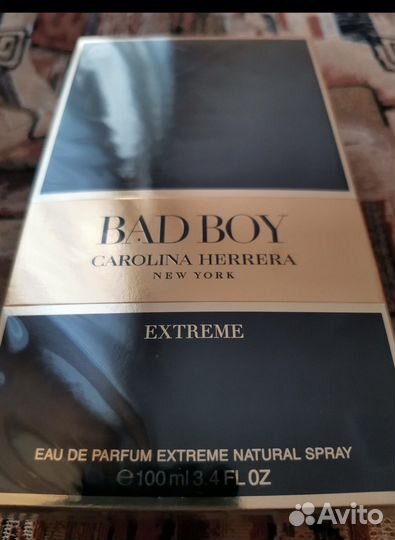 BAD BOY
CAROLINA HERRERA
NEW YORK
EXTREME
EAU DE PARFUM EXTREME NATURAL SPRAY
℮100 ml 3.4 FL OZ
Avito